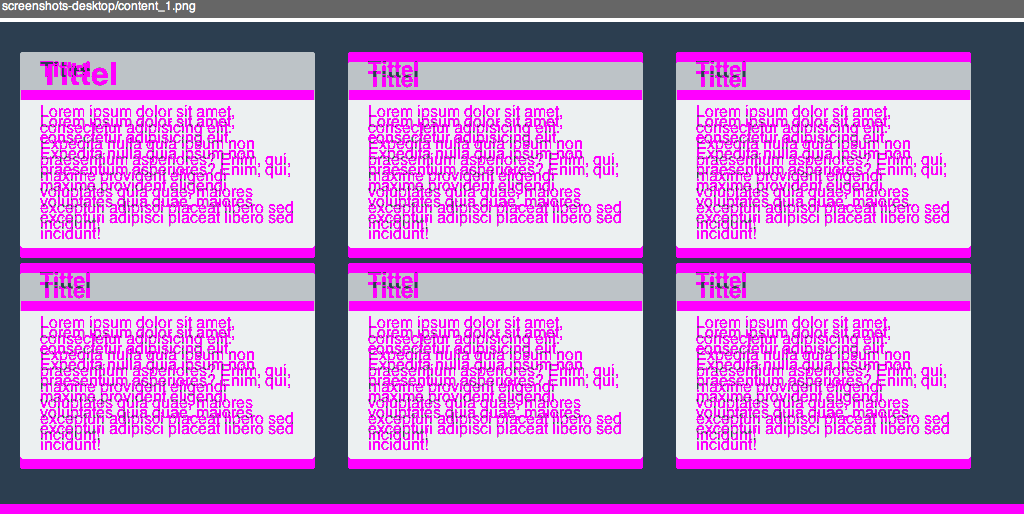 screenshots-desktop/content_1.png
Tittel
Lorem ipsum dolor sit amet,
consectetur adipisicing elit.
Expedita nulla quia ipsum non
praesentium asperiores? Enim, qui,
maxime provident eligendi
voluptates quia quae, maiores
excepturi adipisci placeat libero sed
incidunt!
Tittel
Lorem ipsum dolor sit amet,
consectetur adipisicing elit.
Expedita nulla quia ipsum non
praesentium asperiores? Enim, qui,
maxime provident eligendi
voluptates quia quae, maiores
excepturi adipisci placeat libero sed
incidunt!
Tittel
Lorem ipsum dolor sit amet,
consectetur adipisicing elit.
Expedita nulla quia ipsum non
praesentium asperiores? Enim, qui,
maxime provident eligendi
voluptates quia quae, maiores
excepturi adipisci placeat libero sed
incidunt!
Tittel
Lorem ipsum dolor sit amet,
consectetur adipisicing elit.
Expedita nulla quia ipsum non
praesentium asperiores? Enim, qui,
maxime provident eligendi
voluptates quia quae, maiores
excepturi adipisci placeat libero sed
incidunt!
Tittel
Lorem ipsum dolor sit amet,
consectetur adipisicing elit.
Expedita nulla quia ipsum non
praesentium asperiores? Enim, qui,
maxime provident eligendi
voluptates quia quae, maiores
excepturi adipisci placeat libero sed
incidunt!
Tittel
Lorem ipsum dolor sit amet,
consectetur adipisicing elit.
Expedita nulla quia ipsum non
praesentium asperiores? Enim, qui,
maxime provident eligendi
voluptates quia quae, maiores
excepturi adipisci placeat libero sed
incidunt!